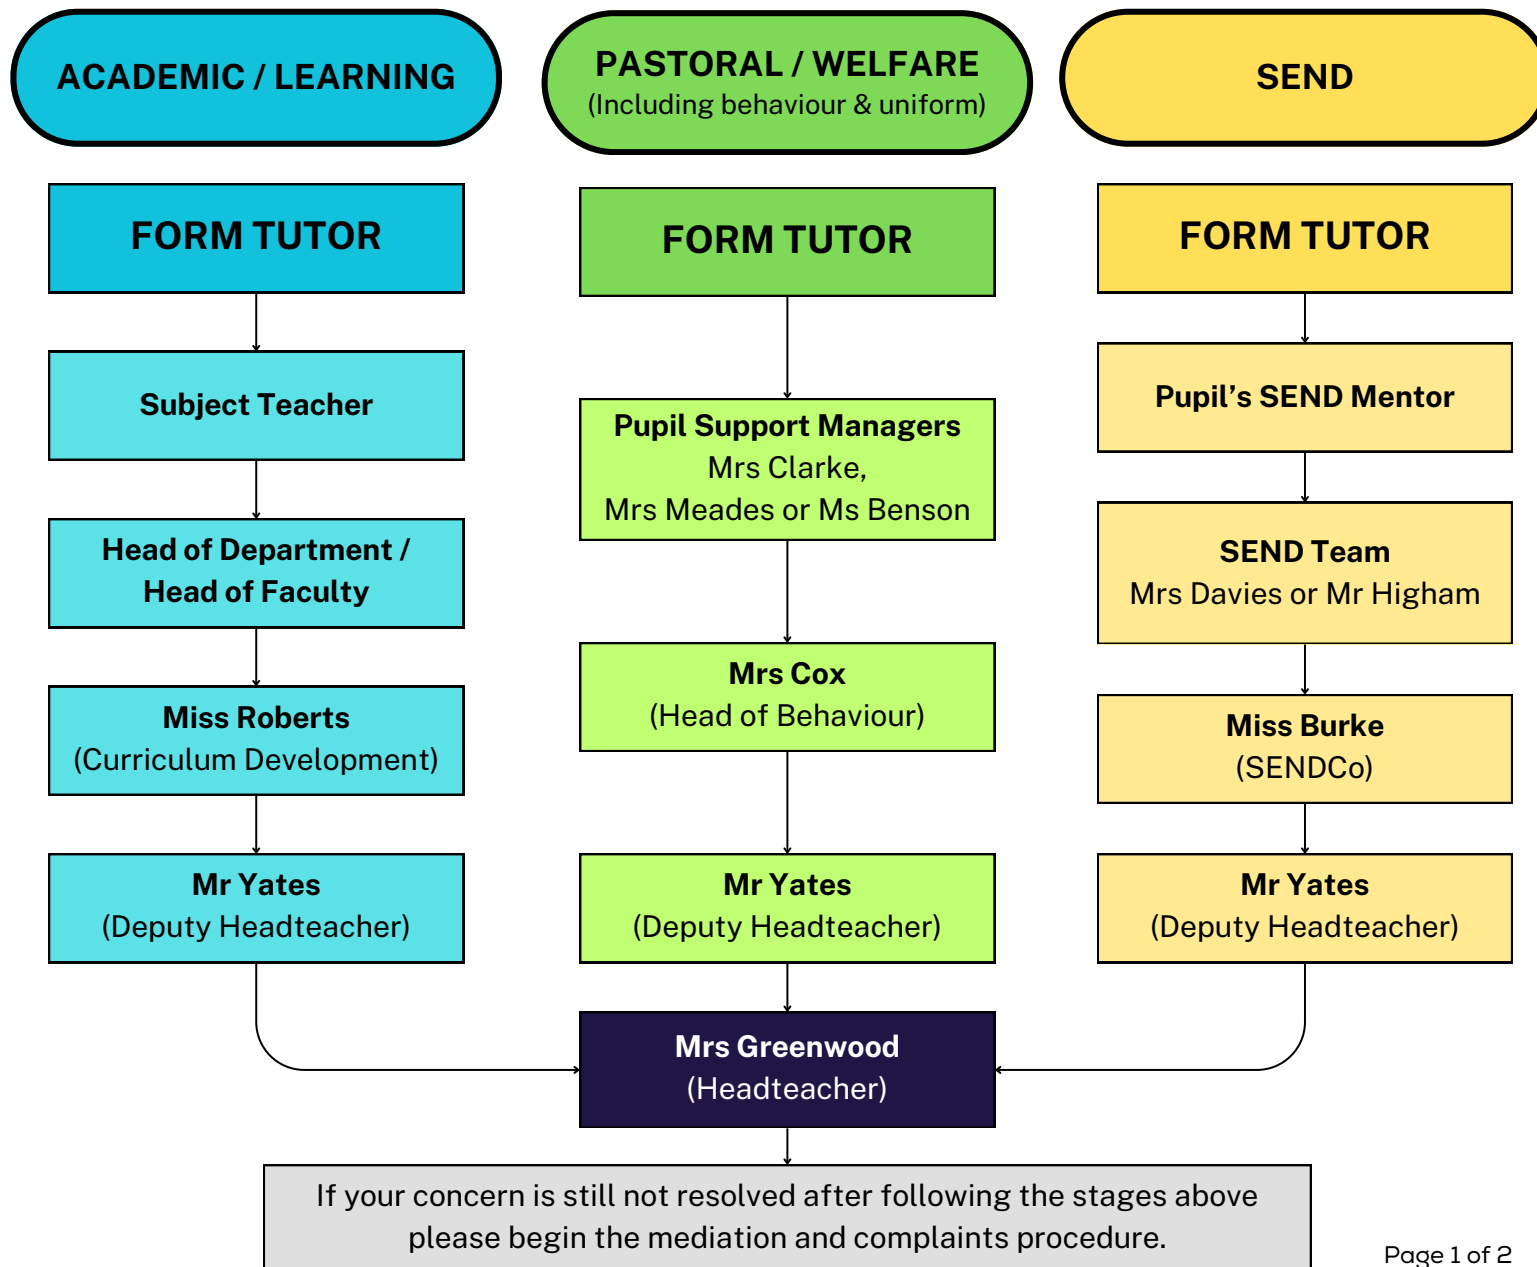 ACADEMIC / LEARNING
FORM TUTOR
Subject Teacher
Head of Department /
Head of Faculty
Miss Roberts
(Curriculum Development)
Mr Yates
(Deputy Headteacher)
PASTORAL / WELFARE
(Including behaviour & uniform)
FORM TUTOR
Pupil Support Managers
Mrs Clarke,
Mrs Meades or Ms Benson
Mrs Cox
(Head of Behaviour)
Mr Yates
(Deputy Headteacher)
SEND
FORM TUTOR
Pupil’s SEND Mentor
SEND Team
Mrs Davies or Mr Higham
Miss Burke
(SENDCo)
Mr Yates
(Deputy Headteacher)
Mrs Greenwood
(Headteacher)
If your concern is still not resolved after following the stages above
please begin the mediation and complaints procedure.
Page 1 of 2